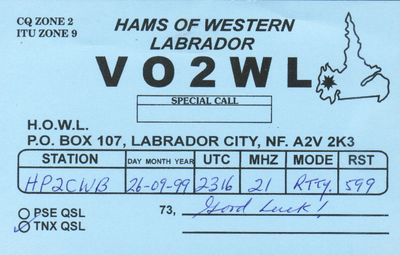 CQ ZONE 2
ITU ZONE 9
HAMS OF WESTERN
LABRADOR
VO2WL
SPECIAL CALL
H.O.W.L.
P.O. BOX 107, LABRADOR CITY, NF. A2V 2K3
STATION DAY MONTH YEAR UTC MHZ MODE RST
HP2CWB 26-09-99 2316 21 RTTY. 599
PSE QSL 73, Good Luck!
TNX QSL